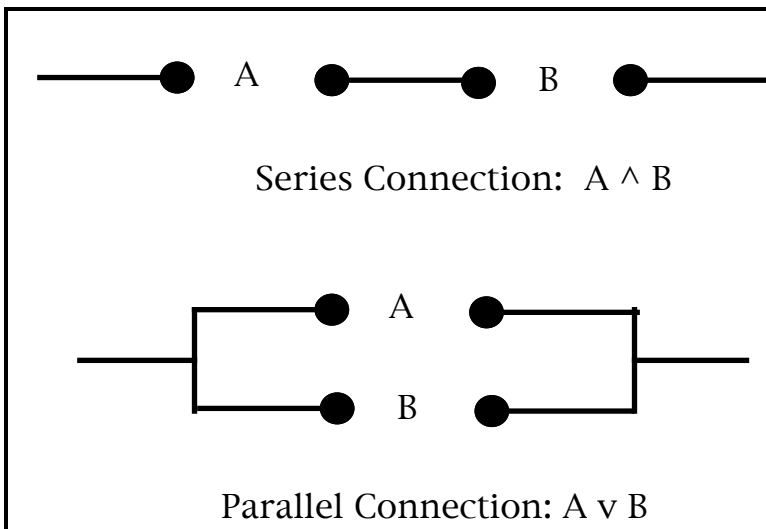 A B
Series Connection: A ^ B
A
B
Parallel Connection: A v B